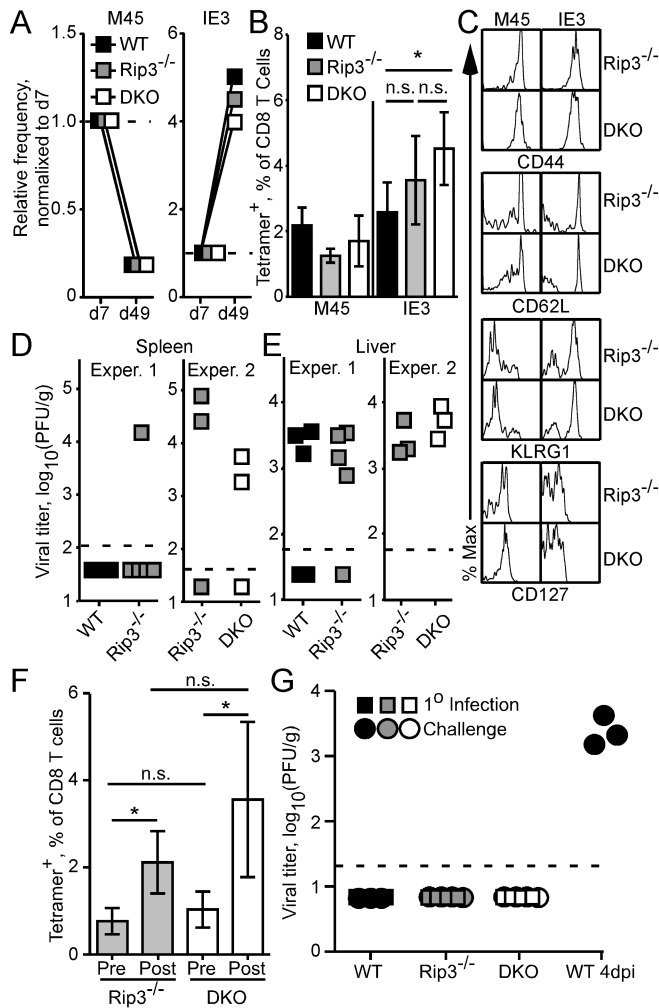 A
M45
IE3
WT
Rip3-/-
DKO
Relative frequency,
normalixed to d7
1.0
0.5
0
6
4
2
1
d7 d49 d7 d49
B
WT
Rip3-/-
DKO
*
n.s. n.s.
Tetramer+, % of CD8 T Cells
8
6
4
2
0
M45 IE3
C
M45 IE3
Rip3-/-
DKO
CD44
Rip3-/-
DKO
CD62L
Rip3-/-
DKO
KLRG1
Rip3-/-
DKO
CD127
% Max
D
Spleen
Exper. 1 Exper. 2
Viral titer, log10(PFU/g)
5
4
3
2
1
5
4
3
2
1
WT Rip3-/- Rip3-/- DKO
E
Liver
Exper. 1 Exper. 2
4
3
2
1
4
3
2
1
WT Rip3-/- Rip3-/- DKO
F
n.s.
*
n.s.
*
Tetramer+, % of CD8 T cells
6
4
2
0
Pre Post Pre Post
Rip3-/- DKO
G
1o Infection
Challenge
Viral titer, log10(PFU/g)
4
3
2
1
0
WT Rip3-/- DKO WT 4dpi